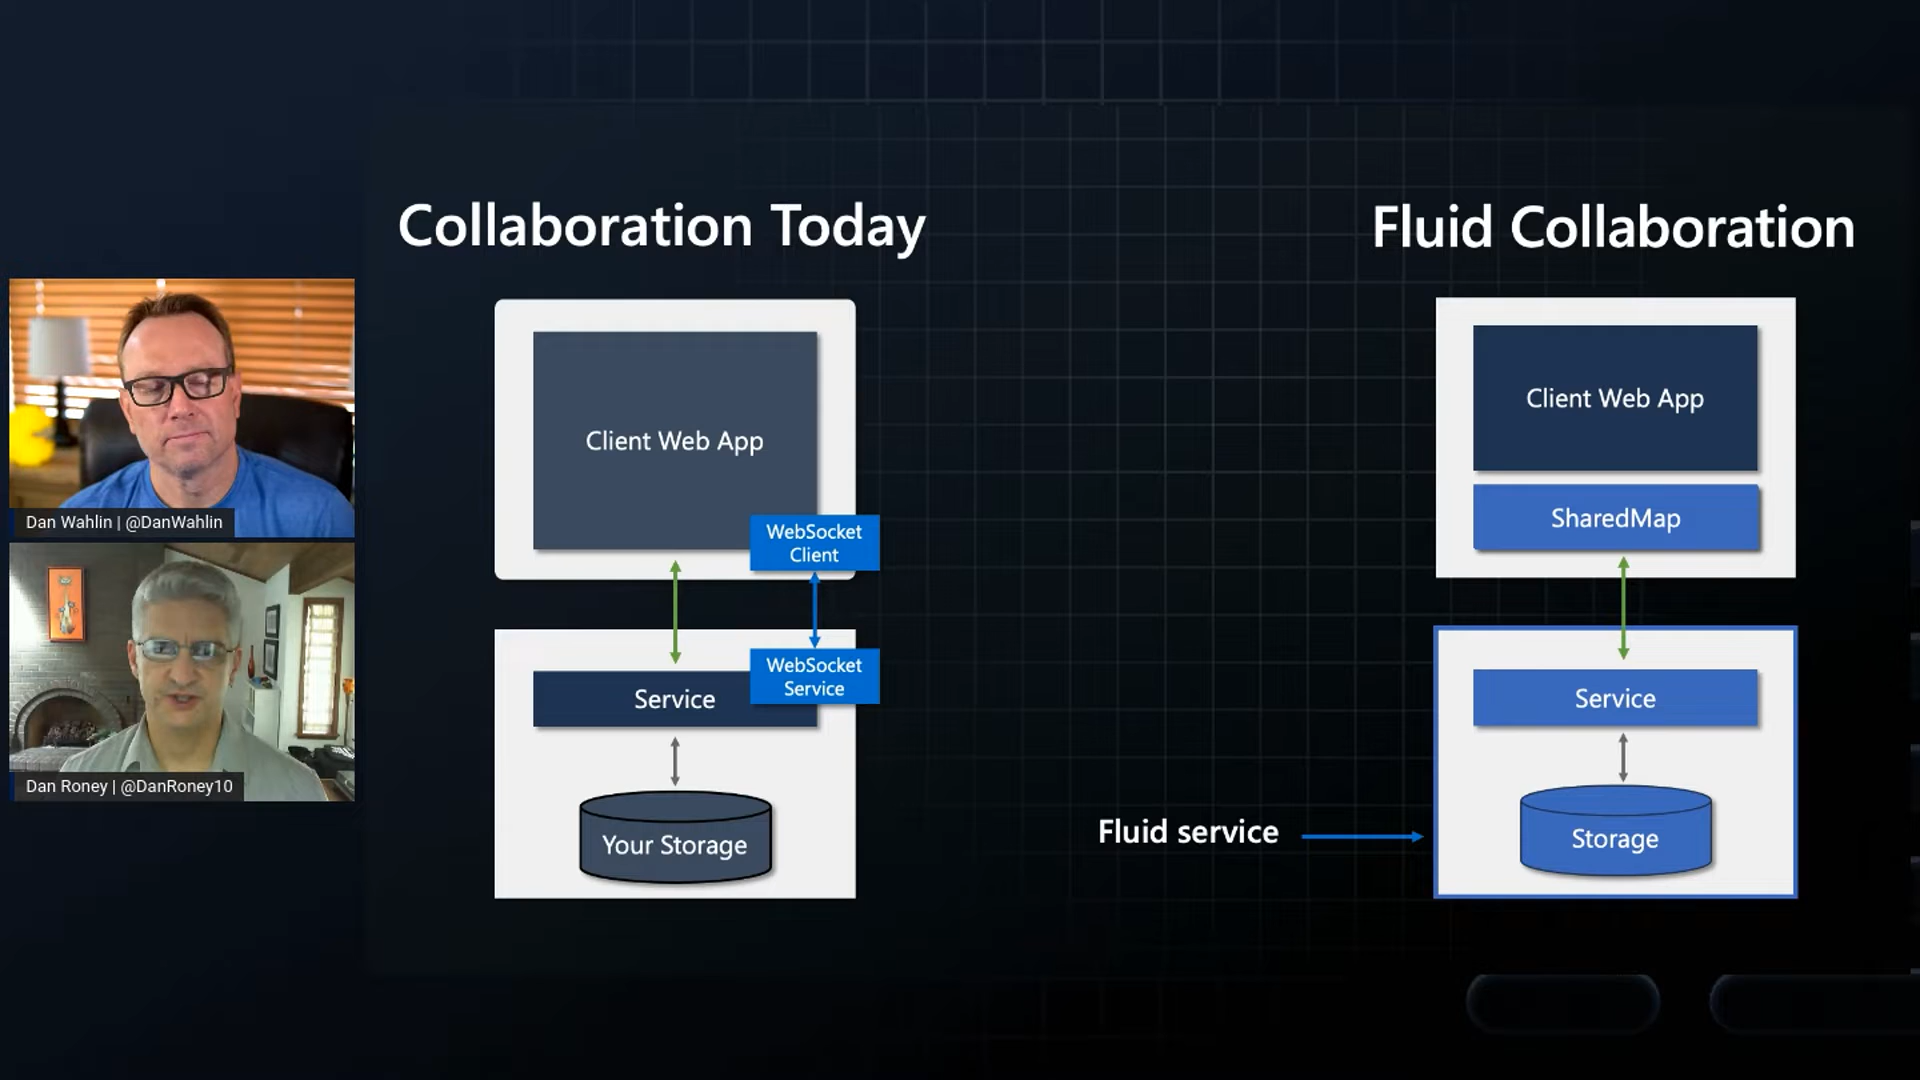 Collaboration Today
Client Web App
WebSocket
Client
WebSocket
Service
Service
Your Storage
Fluid Collaboration
Client Web App
SharedMap
Service
Storage
Fluid service
Dan Wahlin | @DanWahlin
Dan Roney | @DanRoney10